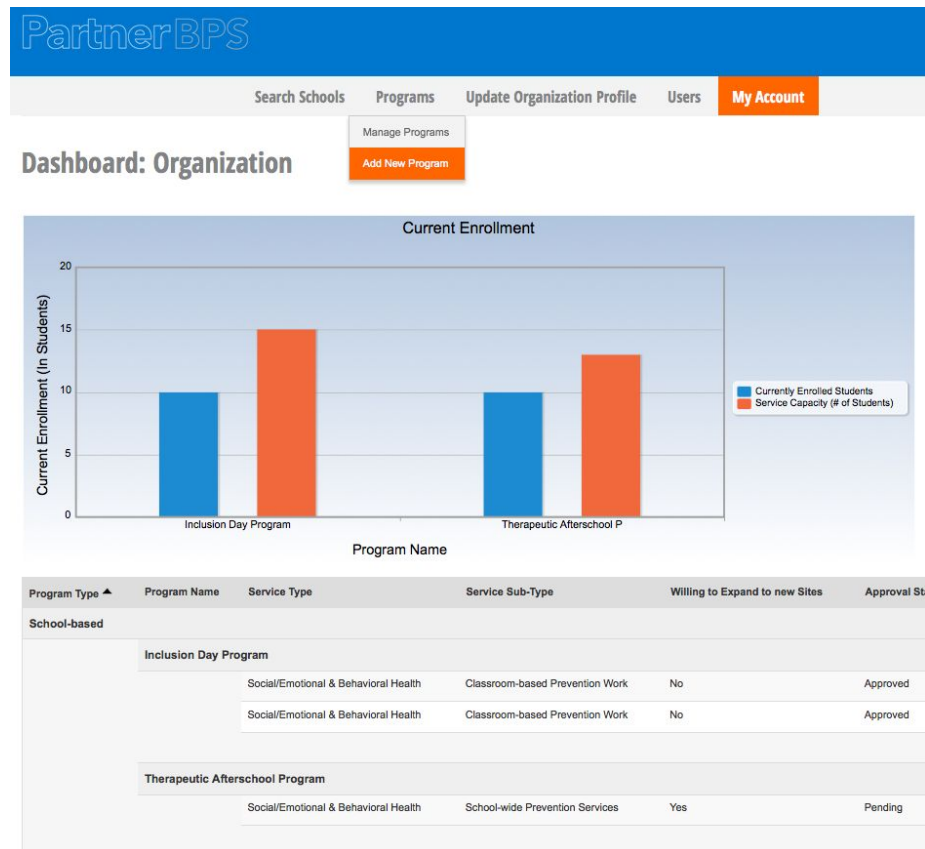 PartnerBPS
Search Schools Programs Update Organization Profile Users My Account
Manage Programs
Add New Program
Dashboard: Organization
Current Enrollment
20
15
10
5
0
Current Enrollment (In Students)
Currently Enrolled Students
Service Capacity (# of Students)
Inclusion Day Program Therapeutic Afterschool P
Program Name
Program Type Program Name Service Type Service Sub-Type Willing to Expand to new Sites Approval St
School-based
Inclusion Day Program
Social/Emotional & Behavioral Health Classroom-based Prevention Work No Approved
Social/Emotional & Behavioral Health Classroom-based Prevention Work No Approved
Therapeutic Afterschool Program
Social/Emotional & Behavioral Health School-wide Prevention Services Yes Pending